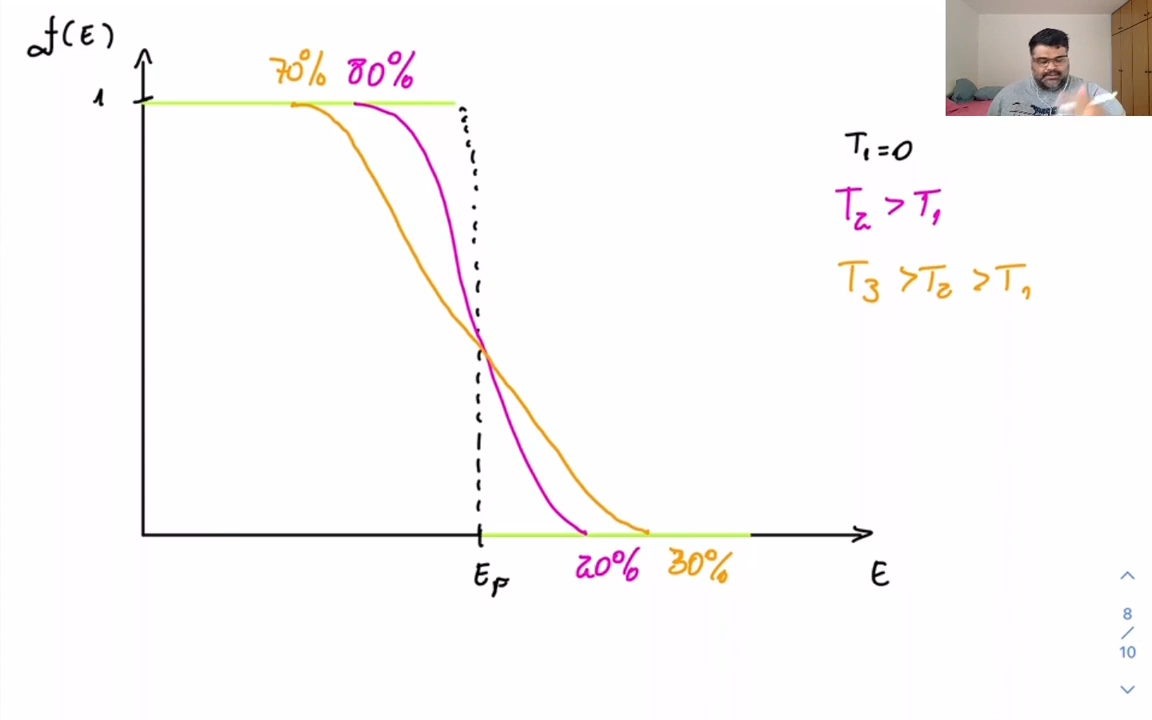 f(E)
70% 80%
1
T₁=0
T₂ >T₁
T₃ >T₂ >T₁
E_F
20% 30%
E
8
/
10